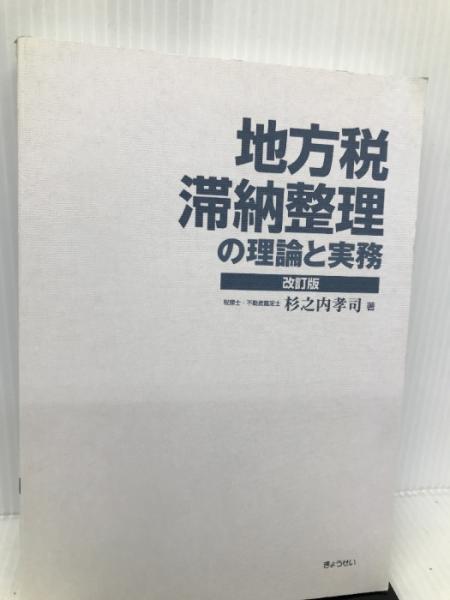 地方税
滞納整理
の理論と実務
改訂版
税理士・不動産鑑定士 杉之内孝司 著
ぎょうせい